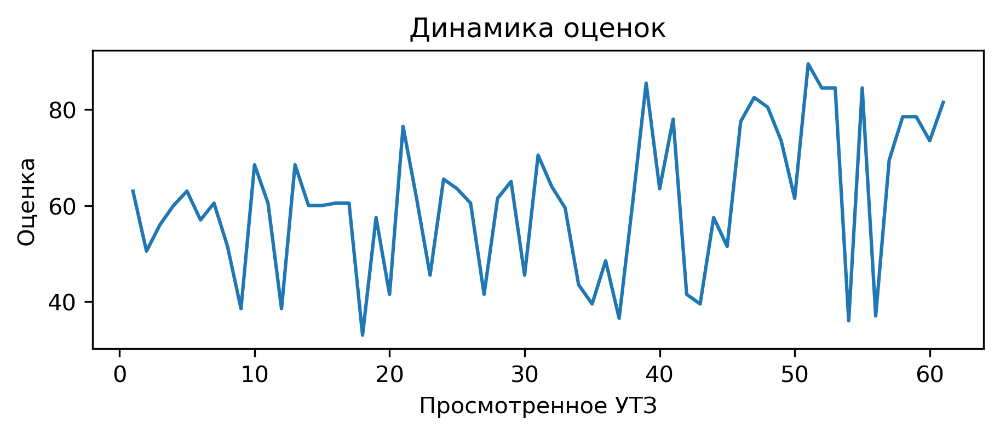 Динамика оценок
Оценка
80
60
40
0 10 20 30 40 50 60
Просмотренное УТЗ